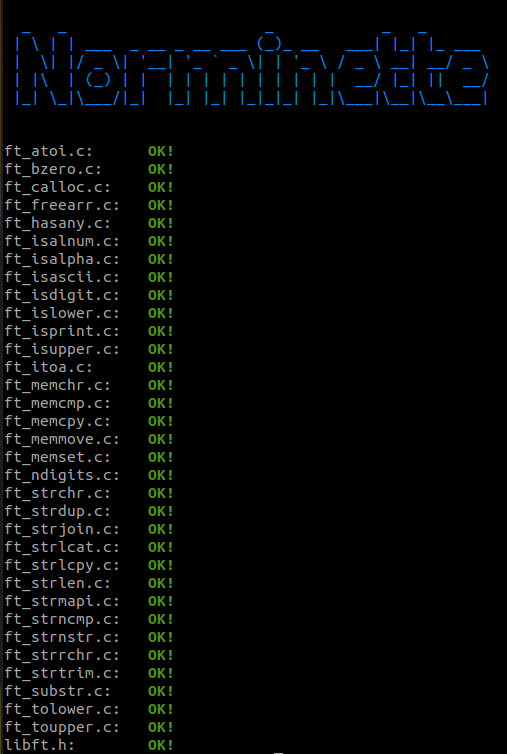 Norminette
ft_atoi.c: OK!
ft_bzero.c: OK!
ft_calloc.c: OK!
ft_freearr.c: OK!
ft_hasany.c: OK!
ft_isalnum.c: OK!
ft_isalpha.c: OK!
ft_isascii.c: OK!
ft_isdigit.c: OK!
ft_islower.c: OK!
ft_isprint.c: OK!
ft_isupper.c: OK!
ft_itoa.c: OK!
ft_memchr.c: OK!
ft_memcmp.c: OK!
ft_memcpy.c: OK!
ft_memmove.c: OK!
ft_memset.c: OK!
ft_ndigits.c: OK!
ft_strchr.c: OK!
ft_strdup.c: OK!
ft_strjoin.c: OK!
ft_strlcat.c: OK!
ft_strlcpy.c: OK!
ft_strlen.c: OK!
ft_strmapi.c: OK!
ft_strncmp.c: OK!
ft_strnstr.c: OK!
ft_strrchr.c: OK!
ft_strtrim.c: OK!
ft_substr.c: OK!
ft_tolower.c: OK!
ft_toupper.c: OK!
libft.h: OK!